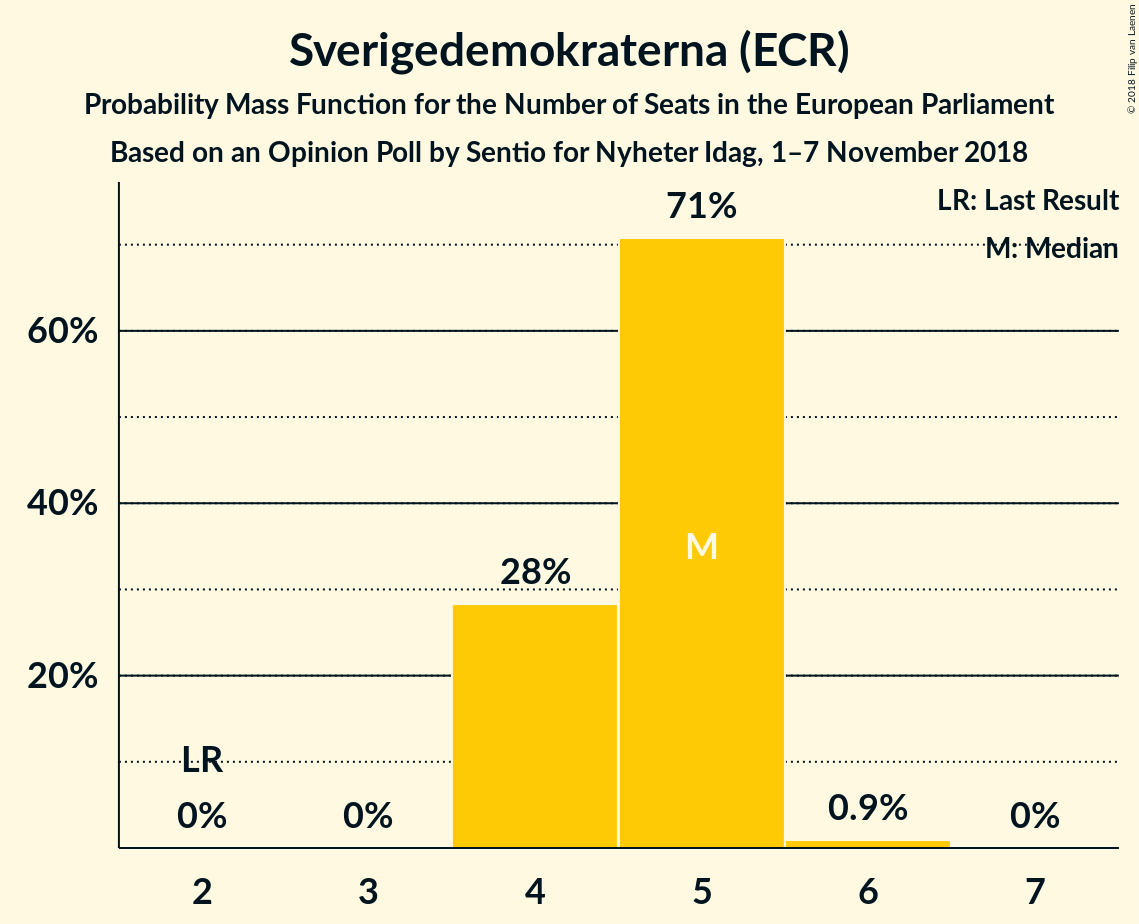 Sverigedemokraterna (ECR)
Probability Mass Function for the Number of Seats in the European Parliament
Based on an Opinion Poll by Sentio for Nyheter Idag, 1–7 November 2018
© 2018 Filip van Laenen
LR: Last Result
M: Median
71%
60%
40%
28%
M
20%
LR
0%
0%
0.9%
0%
2
3
4
5
6
7